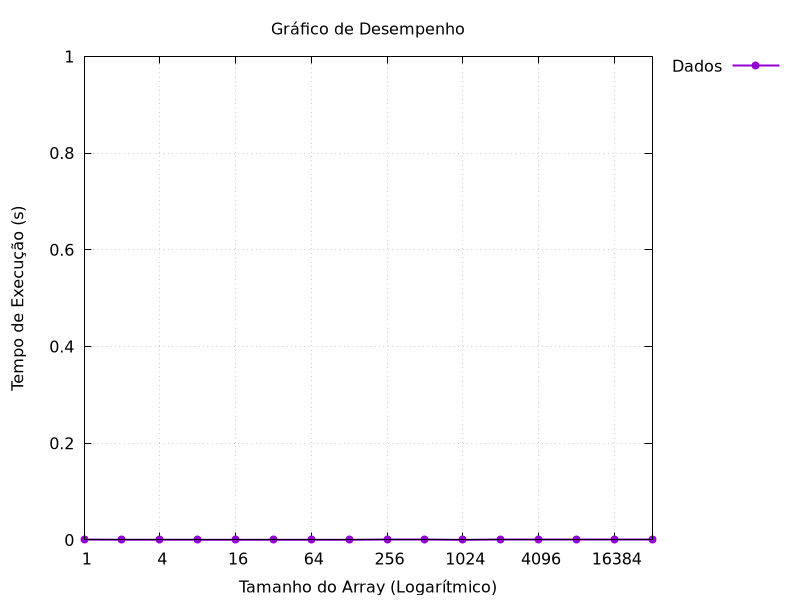 Gráfico de Desempenho
Dados
Tempo de Execução (s)
1
0.8
0.6
0.4
0.2
0
1 4 16 64 256 1024 4096 16384
Tamanho do Array (Logarítmico)